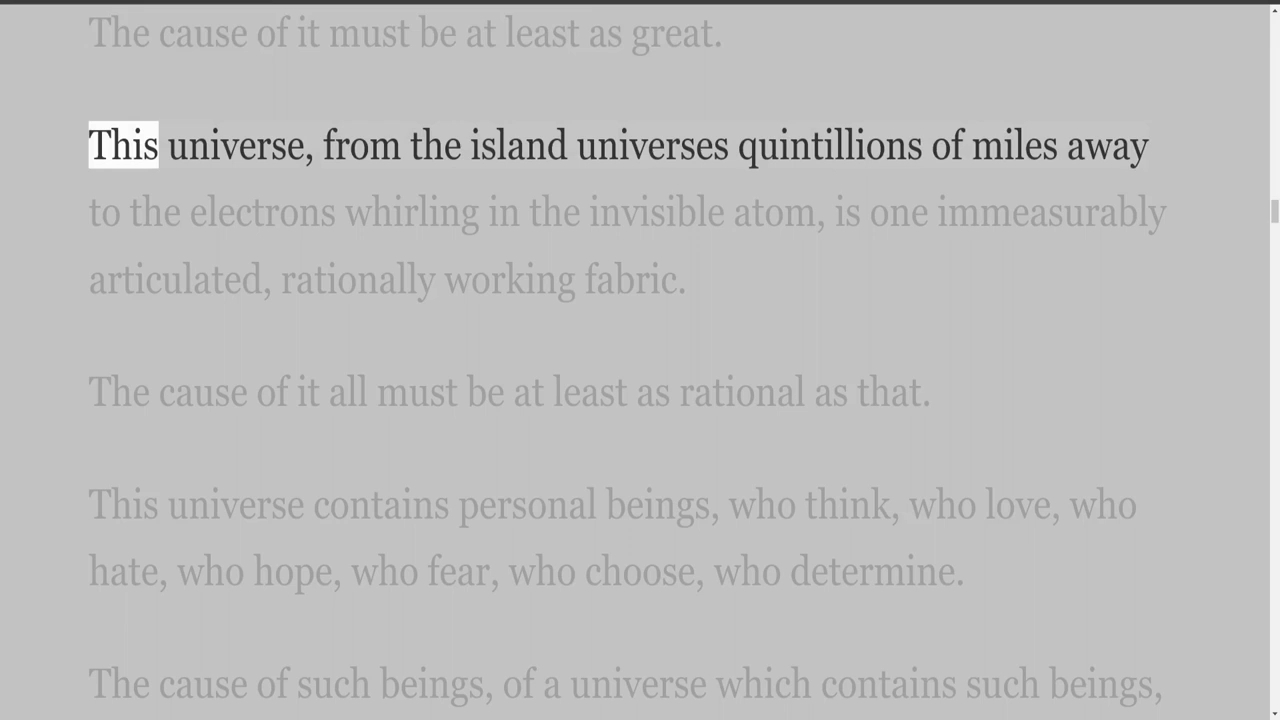 The cause of it must be at least as great.
This universe, from the island universes quintillions of miles away
to the electrons whirling in the invisible atom, is one immeasurably
articulated, rationally working fabric.
The cause of it all must be at least as rational as that.
This universe contains personal beings, who think, who love, who
hate, who hope, who fear, who choose, who determine.
The cause of such beings, of a universe which contains such beings,